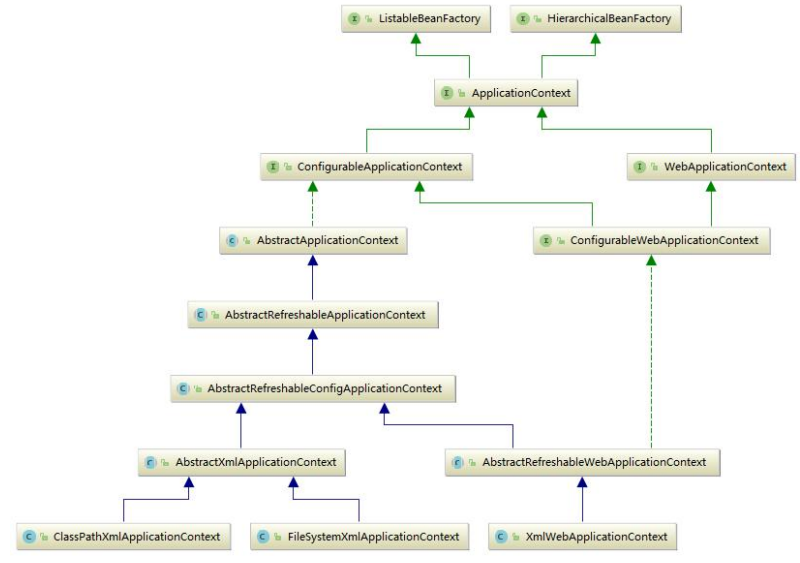 I ListableBeanFactory
I HierarchicalBeanFactory
I ApplicationContext
I ConfigurableApplicationContext
I WebApplicationContext
C AbstractApplicationContext
I ConfigurableWebApplicationContext
C AbstractRefreshableApplicationContext
C AbstractRefreshableConfigApplicationContext
C AbstractXmlApplicationContext
C AbstractRefreshableWebApplicationContext
C ClassPathXmlApplicationContext
C FileSystemXmlApplicationContext
C XmlWebApplicationContext